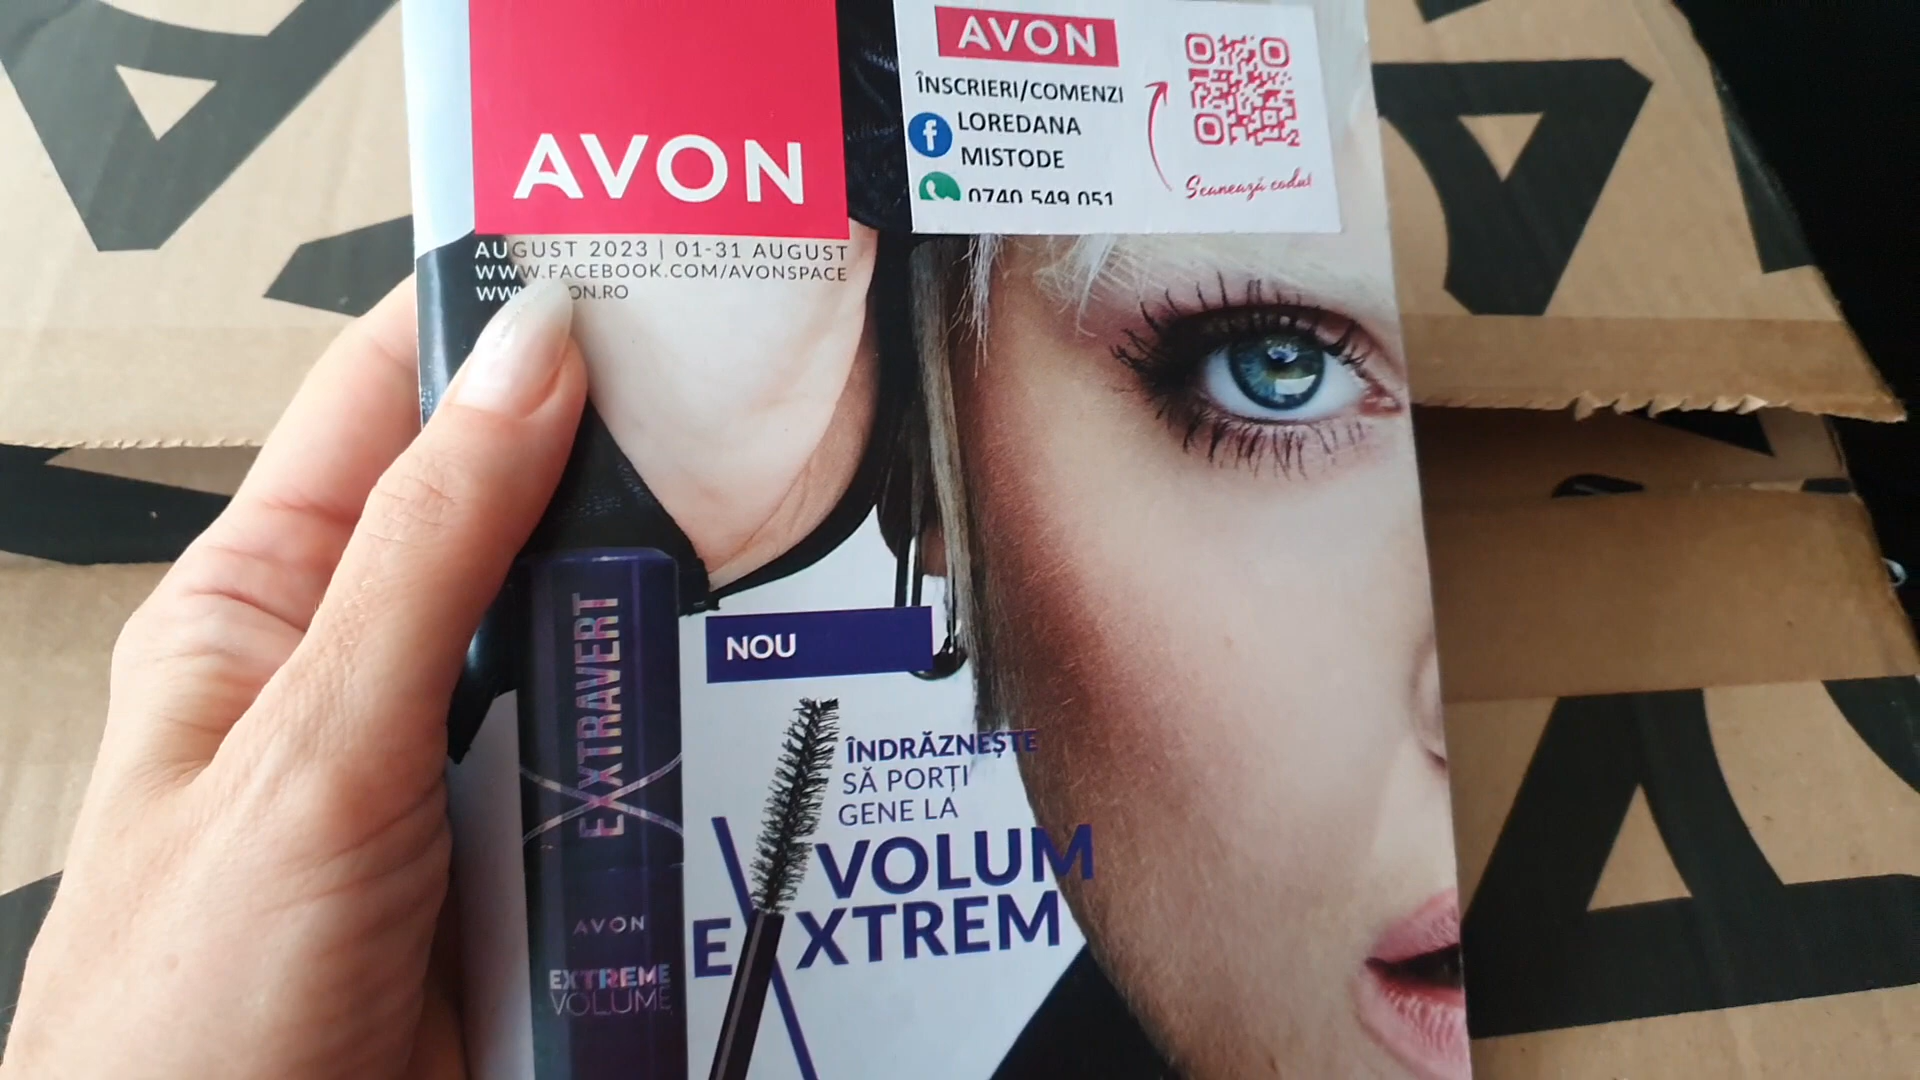 AVON
AUGUST 2023 | 01-31 AUGUST
WWW.FACEBOOK.COM/AVONSPACE
ON.RO
AVON
ÎNSCRIERI/COMENZI
LOREDANA
MISTODE
0740 549 051
Scanează codul
NOU
ÎNDRĂZNEȘTE
SĂ PORȚI
GENE LA
VOLUM
EXTREM
EXTRAVERT
AVON
EXTREME
VOLUME